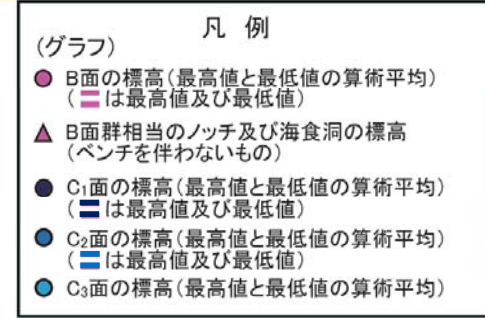 凡 例
(グラフ)
B面の標高(最高値と最低値の算術平均)
(〓は最高値及び最低値)
B面群相当のノッチ及び海食洞の標高
(ベンチを伴わないもの)
C₁面の標高(最高値と最低値の算術平均)
(〓は最高値及び最低値)
C₂面の標高(最高値と最低値の算術平均)
(〓は最高値及び最低値)
C₃面の標高(最高値と最低値の算術平均)